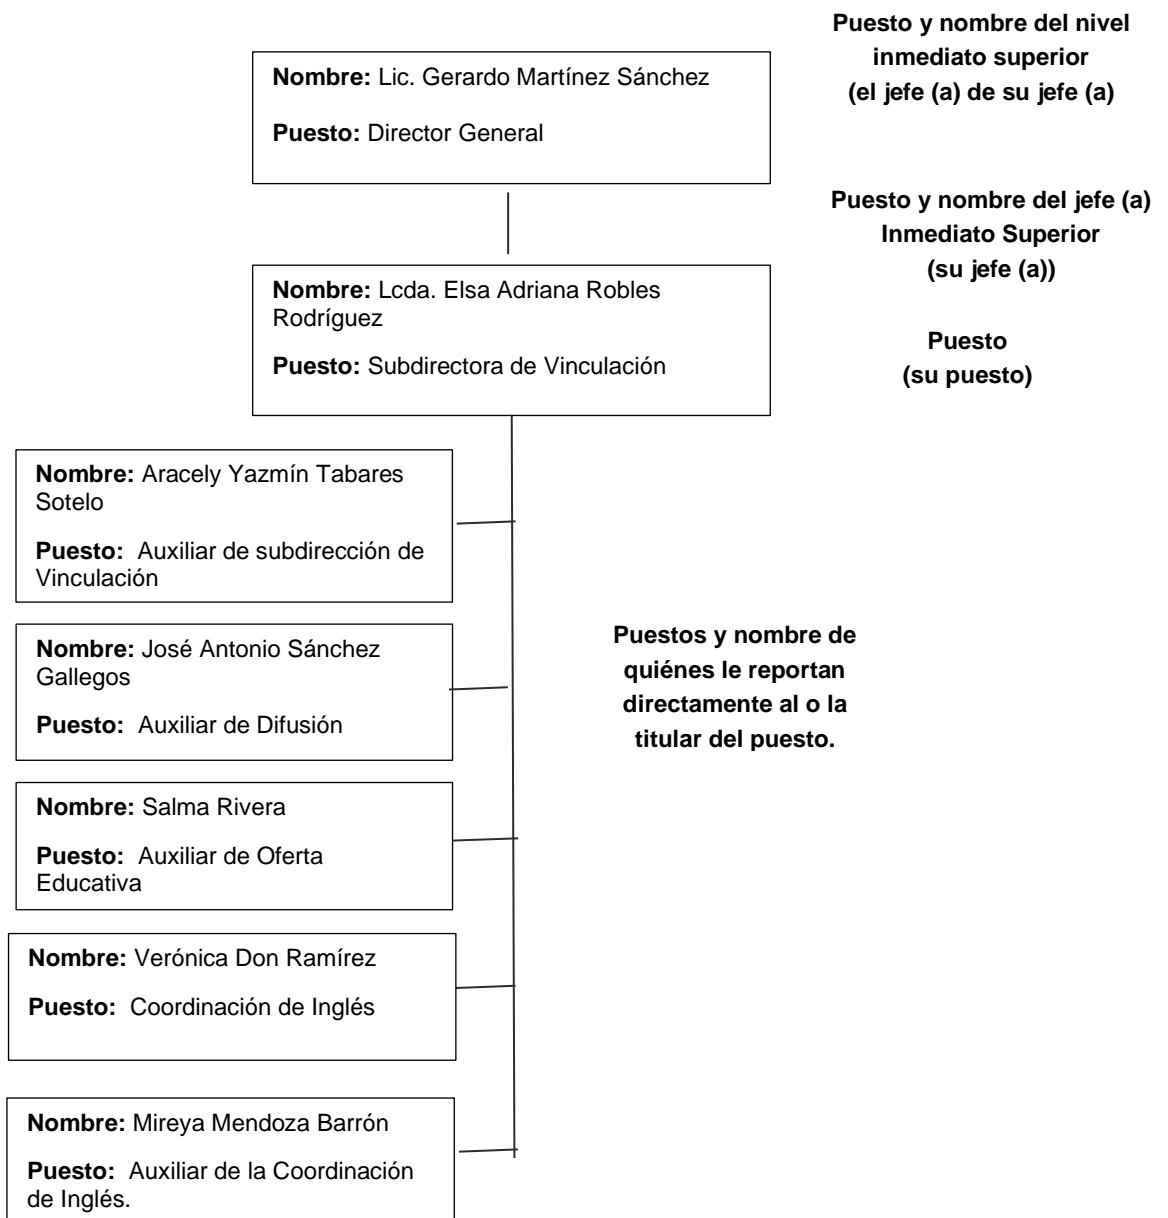 Puesto y nombre del nivel
inmediato superior
(el jefe (a) de su jefe (a)
Nombre: Lic. Gerardo Martínez Sánchez
Puesto: Director General
Puesto y nombre del jefe (a)
Inmediato Superior
(su jefe (a))
Nombre: Lcda. Elsa Adriana Robles
Rodríguez
Puesto: Subdirectora de Vinculación
Puesto
(su puesto)
Nombre: Aracely Yazmín Tabares
Sotelo
Puesto: Auxiliar de subdirección de
Vinculación
Nombre: José Antonio Sánchez
Gallegos
Puesto: Auxiliar de Difusión
Puestos y nombre de
quiénes le reportan
directamente al o la
titular del puesto.
Nombre: Salma Rivera
Puesto: Auxiliar de Oferta
Educativa
Nombre: Verónica Don Ramírez
Puesto: Coordinación de Inglés
Nombre: Mireya Mendoza Barrón
Puesto: Auxiliar de la Coordinación
de Inglés.